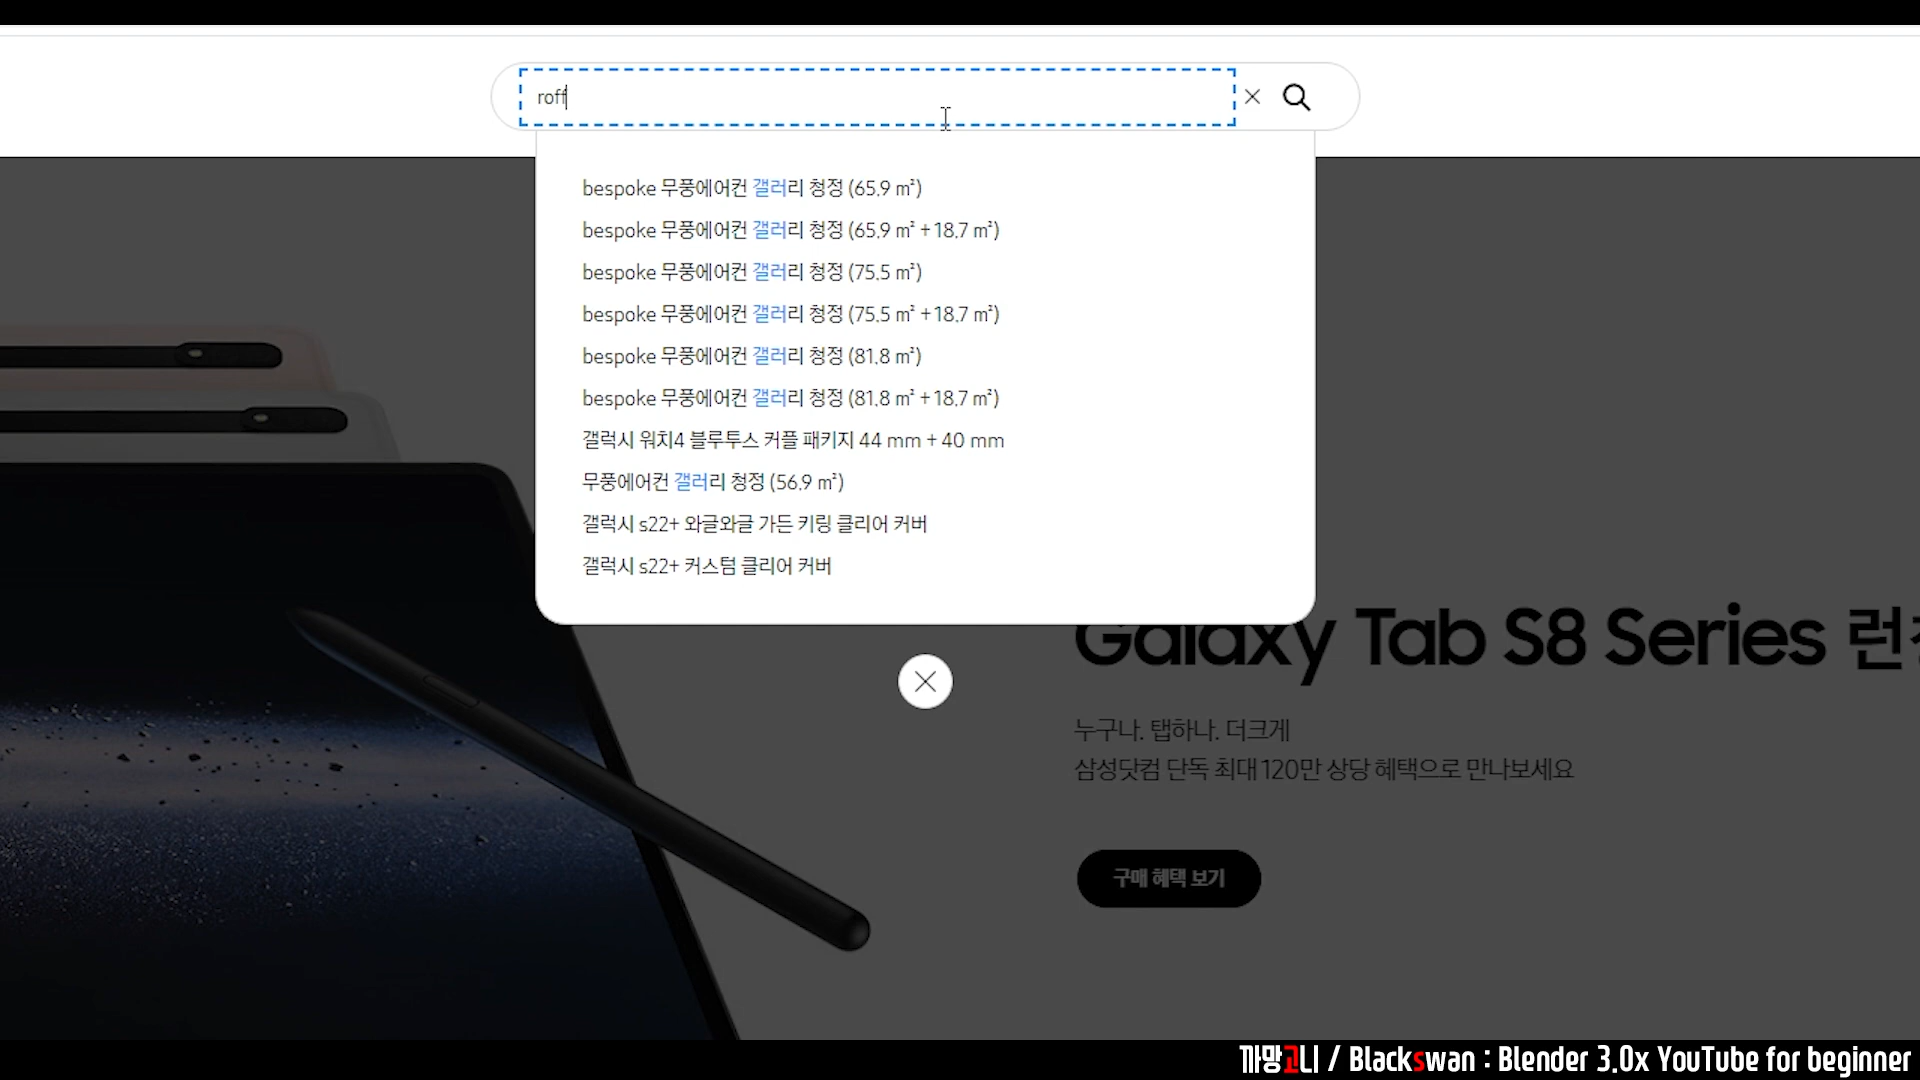 roff
bespoke 무풍에어컨 갤러리 청정 (65.9 m²)
bespoke 무풍에어컨 갤러리 청정 (65.9 m² + 18.7 m²)
bespoke 무풍에어컨 갤러리 청정 (75.5 m²)
bespoke 무풍에어컨 갤러리 청정 (75.5 m² + 18.7 m²)
bespoke 무풍에어컨 갤러리 청정 (81.8 m²)
bespoke 무풍에어컨 갤러리 청정 (81.8 m² + 18.7 m²)
갤럭시 워치4 블루투스 커플 패키지 44 mm + 40 mm
무풍에어컨 갤러리 청정 (56.9 m²)
갤럭시 s22+ 와글와글 가든 키링 클리어 커버
갤럭시 s22+ 커스텀 클리어 커버
Galaxy Tab S8 Series 런
누구나. 탭하나. 더크게
삼성닷컴 단독 최대 120만 상당 혜택으로 만나보세요
구매 혜택 보기
까망고니 / Blackswan : Blender 3.0x YouTube for beginner